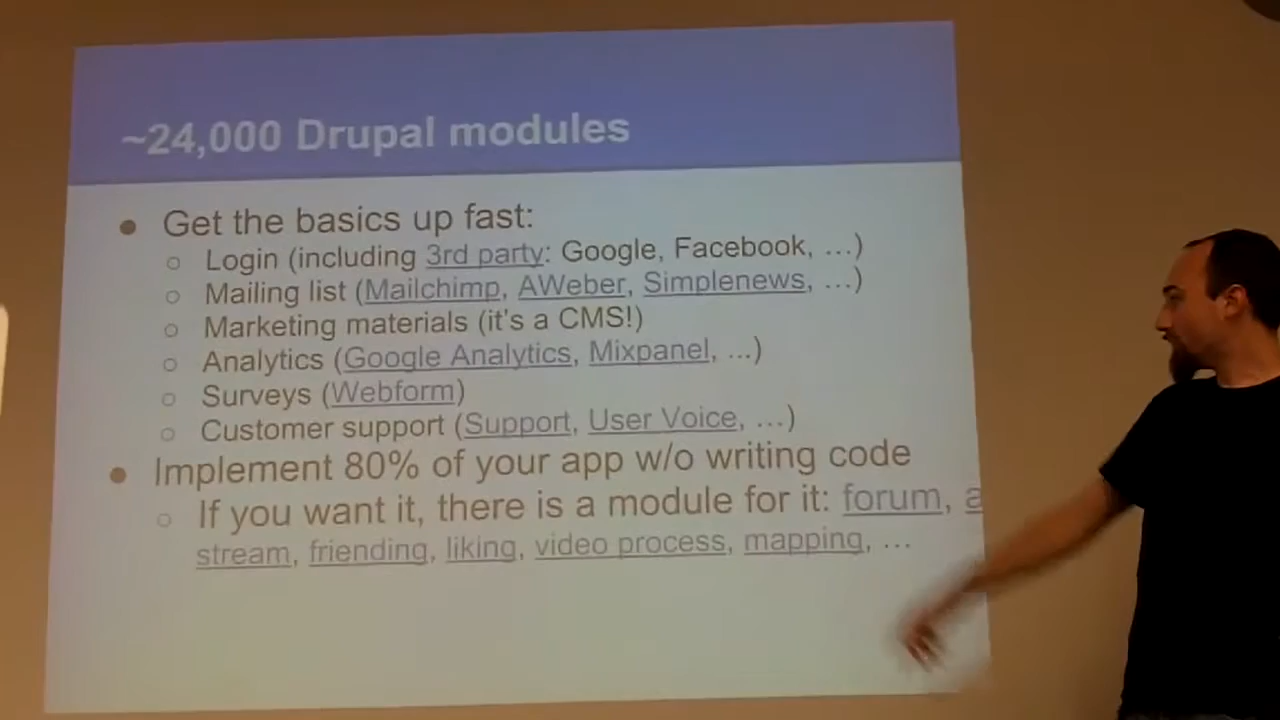 ~24,000 Drupal modules
● Get the basics up fast:
○ Login (including 3rd party: Google, Facebook, ...)
○ Mailing list (Mailchimp, AWeber, Simplenews, ...)
○ Marketing materials (it's a CMS!)
○ Analytics (Google Analytics, Mixpanel, ...)
○ Surveys (Webform)
○ Customer support (Support, User Voice, ...)
● Implement 80% of your app w/o writing code
○ If you want it, there is a module for it: forum,
stream, friending, liking, video process, mapping, ...